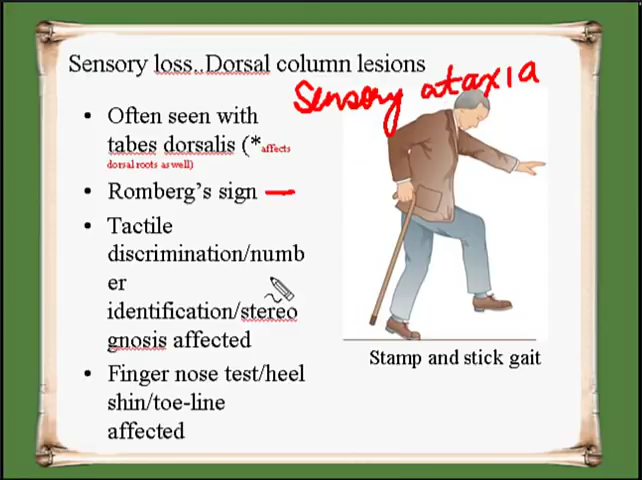 Sensory loss..Dorsal column lesions
Sensory ataxia
• Often seen with
tabes dorsalis (*affects
dorsal roots as well)
• Romberg's sign
• Tactile
discrimination/numb
er
identification/stereo
gnosis affected
• Finger nose test/heel
shin/toe-line
affected
Stamp and stick gait